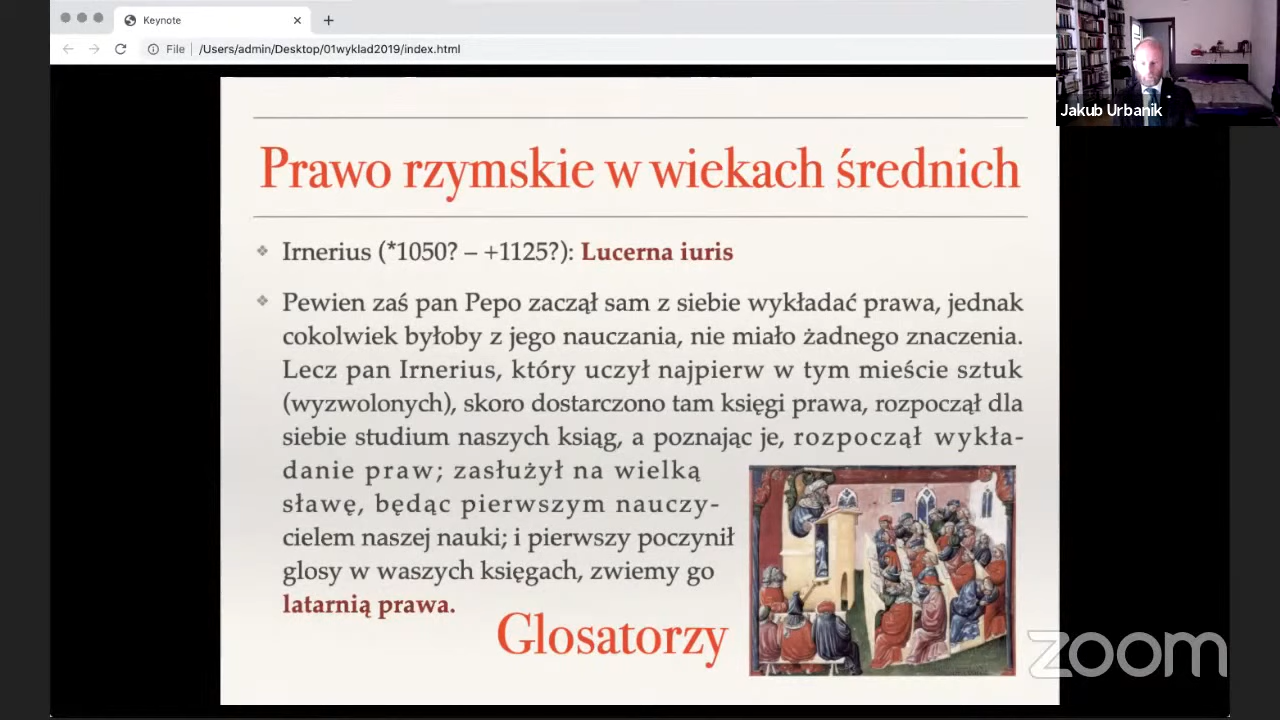 Keynote
File /Users/admin/Desktop/01wyklad2019/index.html
Jakub Urbanik
Prawo rzymskie w wiekach średnich
Irnerius (*1050? – +1125?): Lucerna iuris
Pewien zaś pan Pepo zaczął sam z siebie wykładać prawa, jednak
cokolwiek byłoby z jego nauczania, nie miało żadnego znaczenia.
Lecz pan Irnerius, który uczył najpierw w tym mieście sztuk
(wyzwolonych), skoro dostarczono tam księgi prawa, rozpoczął dla
siebie studium naszych ksiąg, a poznając je, rozpoczął wykła-
danie praw; zasłużył na wielką
sławę, będąc pierwszym nauczy-
cielem naszej nauki; i pierwszy poczynił
glosy w waszych księgach, zwiemy go
latarnią prawa.
Glosatorzy
zoom